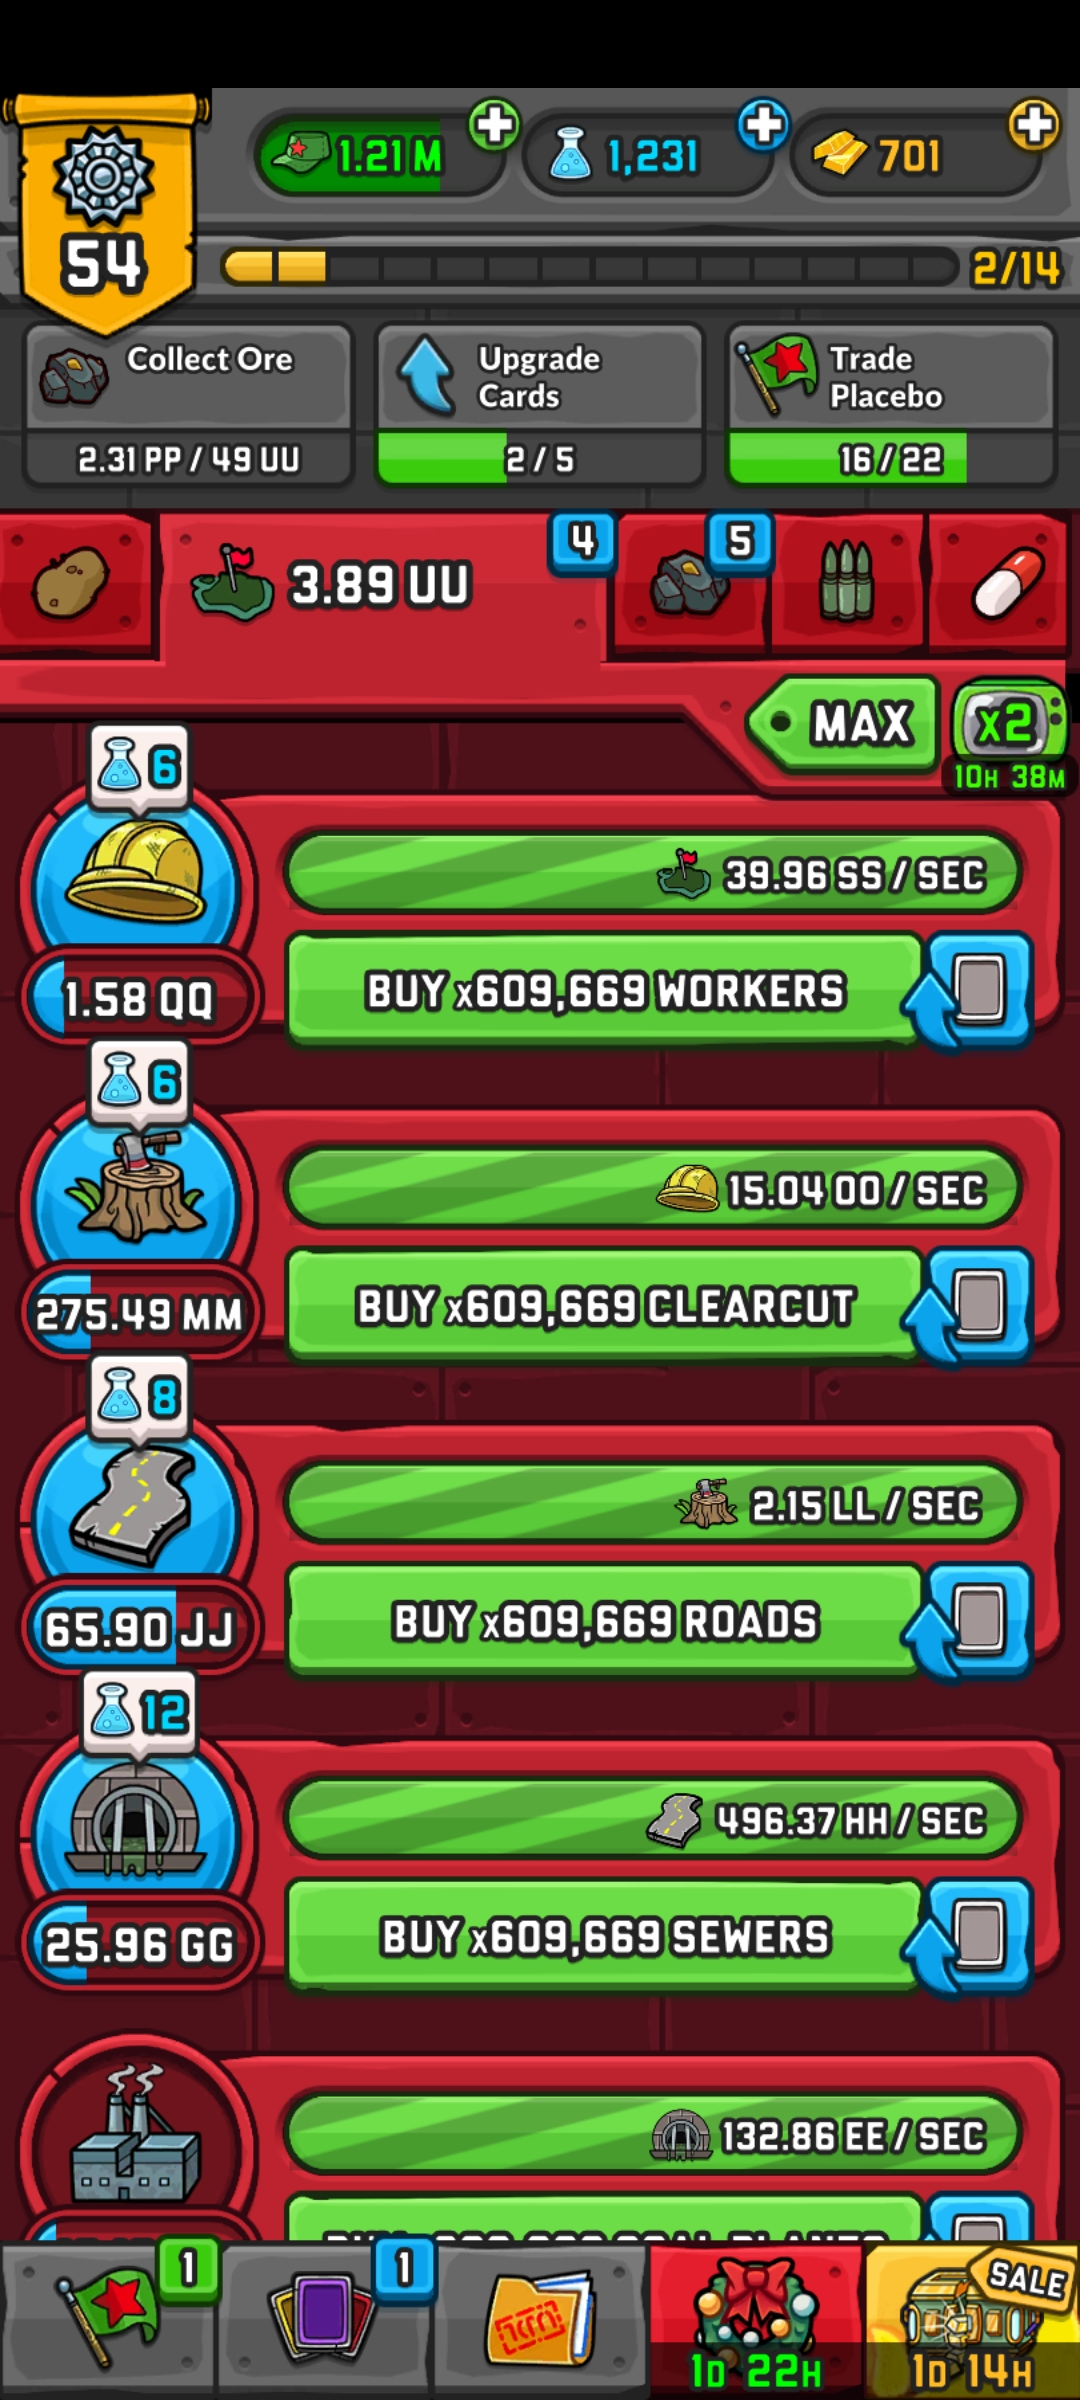 1.21 M
1,231
701
54
2/14
Collect Ore
2.31 PP / 49 UU
Upgrade
Cards
2 / 5
Trade
Placebo
16 / 22
3.89 UU
4
5
MAX
x2
10H 38M
6
39.96 SS / SEC
1.58 QQ
BUY x609,669 WORKERS
6
15.04 OO / SEC
275.49 MM
BUY x609,669 CLEARCUT
8
2.15 LL / SEC
65.90 JJ
BUY x609,669 ROADS
12
496.37 HH / SEC
25.96 GG
BUY x609,669 SEWERS
132.86 EE / SEC
1
1
SALE
1D 22H
1D 14H